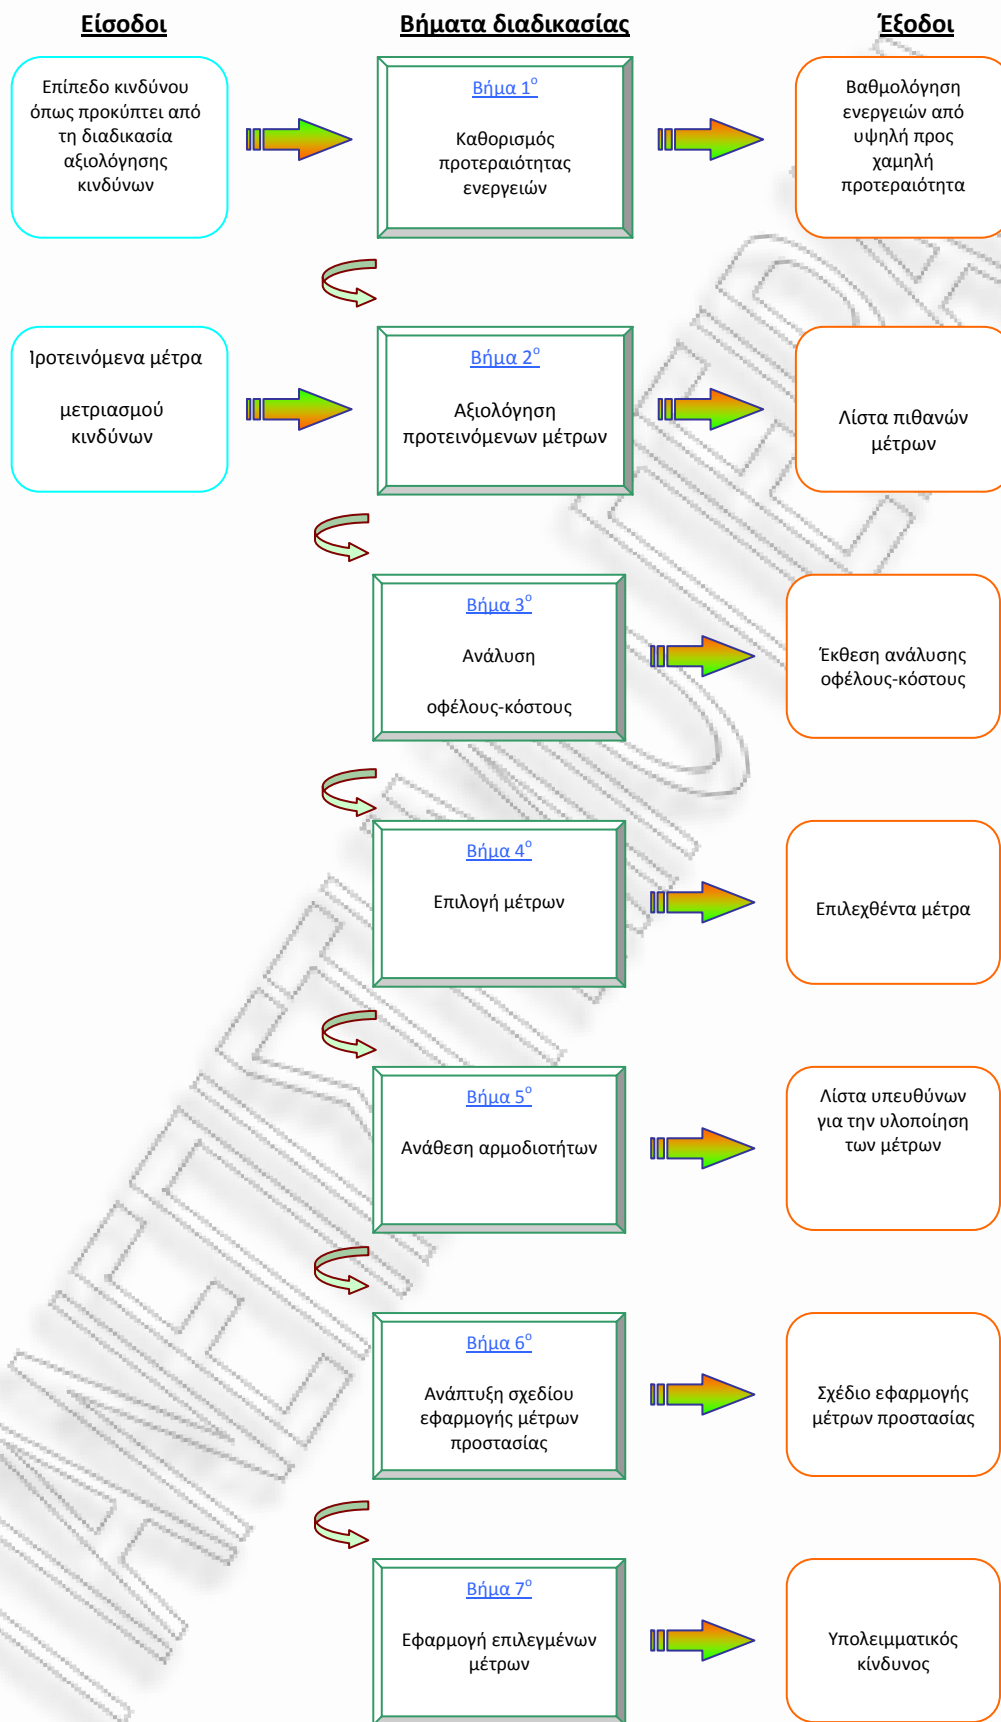 Είσοδοι
Βήματα διαδικασίας
Έξοδοι
Επίπεδο κινδύνου
όπως προκύπτει από
τη διαδικασία
αξιολόγησης
κινδύνων
Βήμα 1ο
Καθορισμός
προτεραιότητας
ενεργειών
Βαθμολόγηση
ενεργειών από
υψηλή προς
χαμηλή
προτεραιότητα
Ιροτεινόμενα μέτρα
μετριασμού
κινδύνων
Βήμα 2ο
Αξιολόγηση
προτεινόμενων μέτρων
Λίστα πιθανών
μέτρων
Βήμα 3ο
Ανάλυση
οφέλους-κόστους
Έκθεση ανάλυσης
οφέλους-κόστους
Βήμα 4ο
Επιλογή μέτρων
Επιλεχθέντα μέτρα
Βήμα 5ο
Ανάθεση αρμοδιοτήτων
Λίστα υπευθύνων
για την υλοποίηση
των μέτρων
Βήμα 6ο
Ανάπτυξη σχεδίου
εφαρμογής μέτρων
προστασίας
Σχέδιο εφαρμογής
μέτρων προστασίας
Βήμα 7ο
Εφαρμογή επιλεγμένων
μέτρων
Υπολειμματικός
κίνδυνος